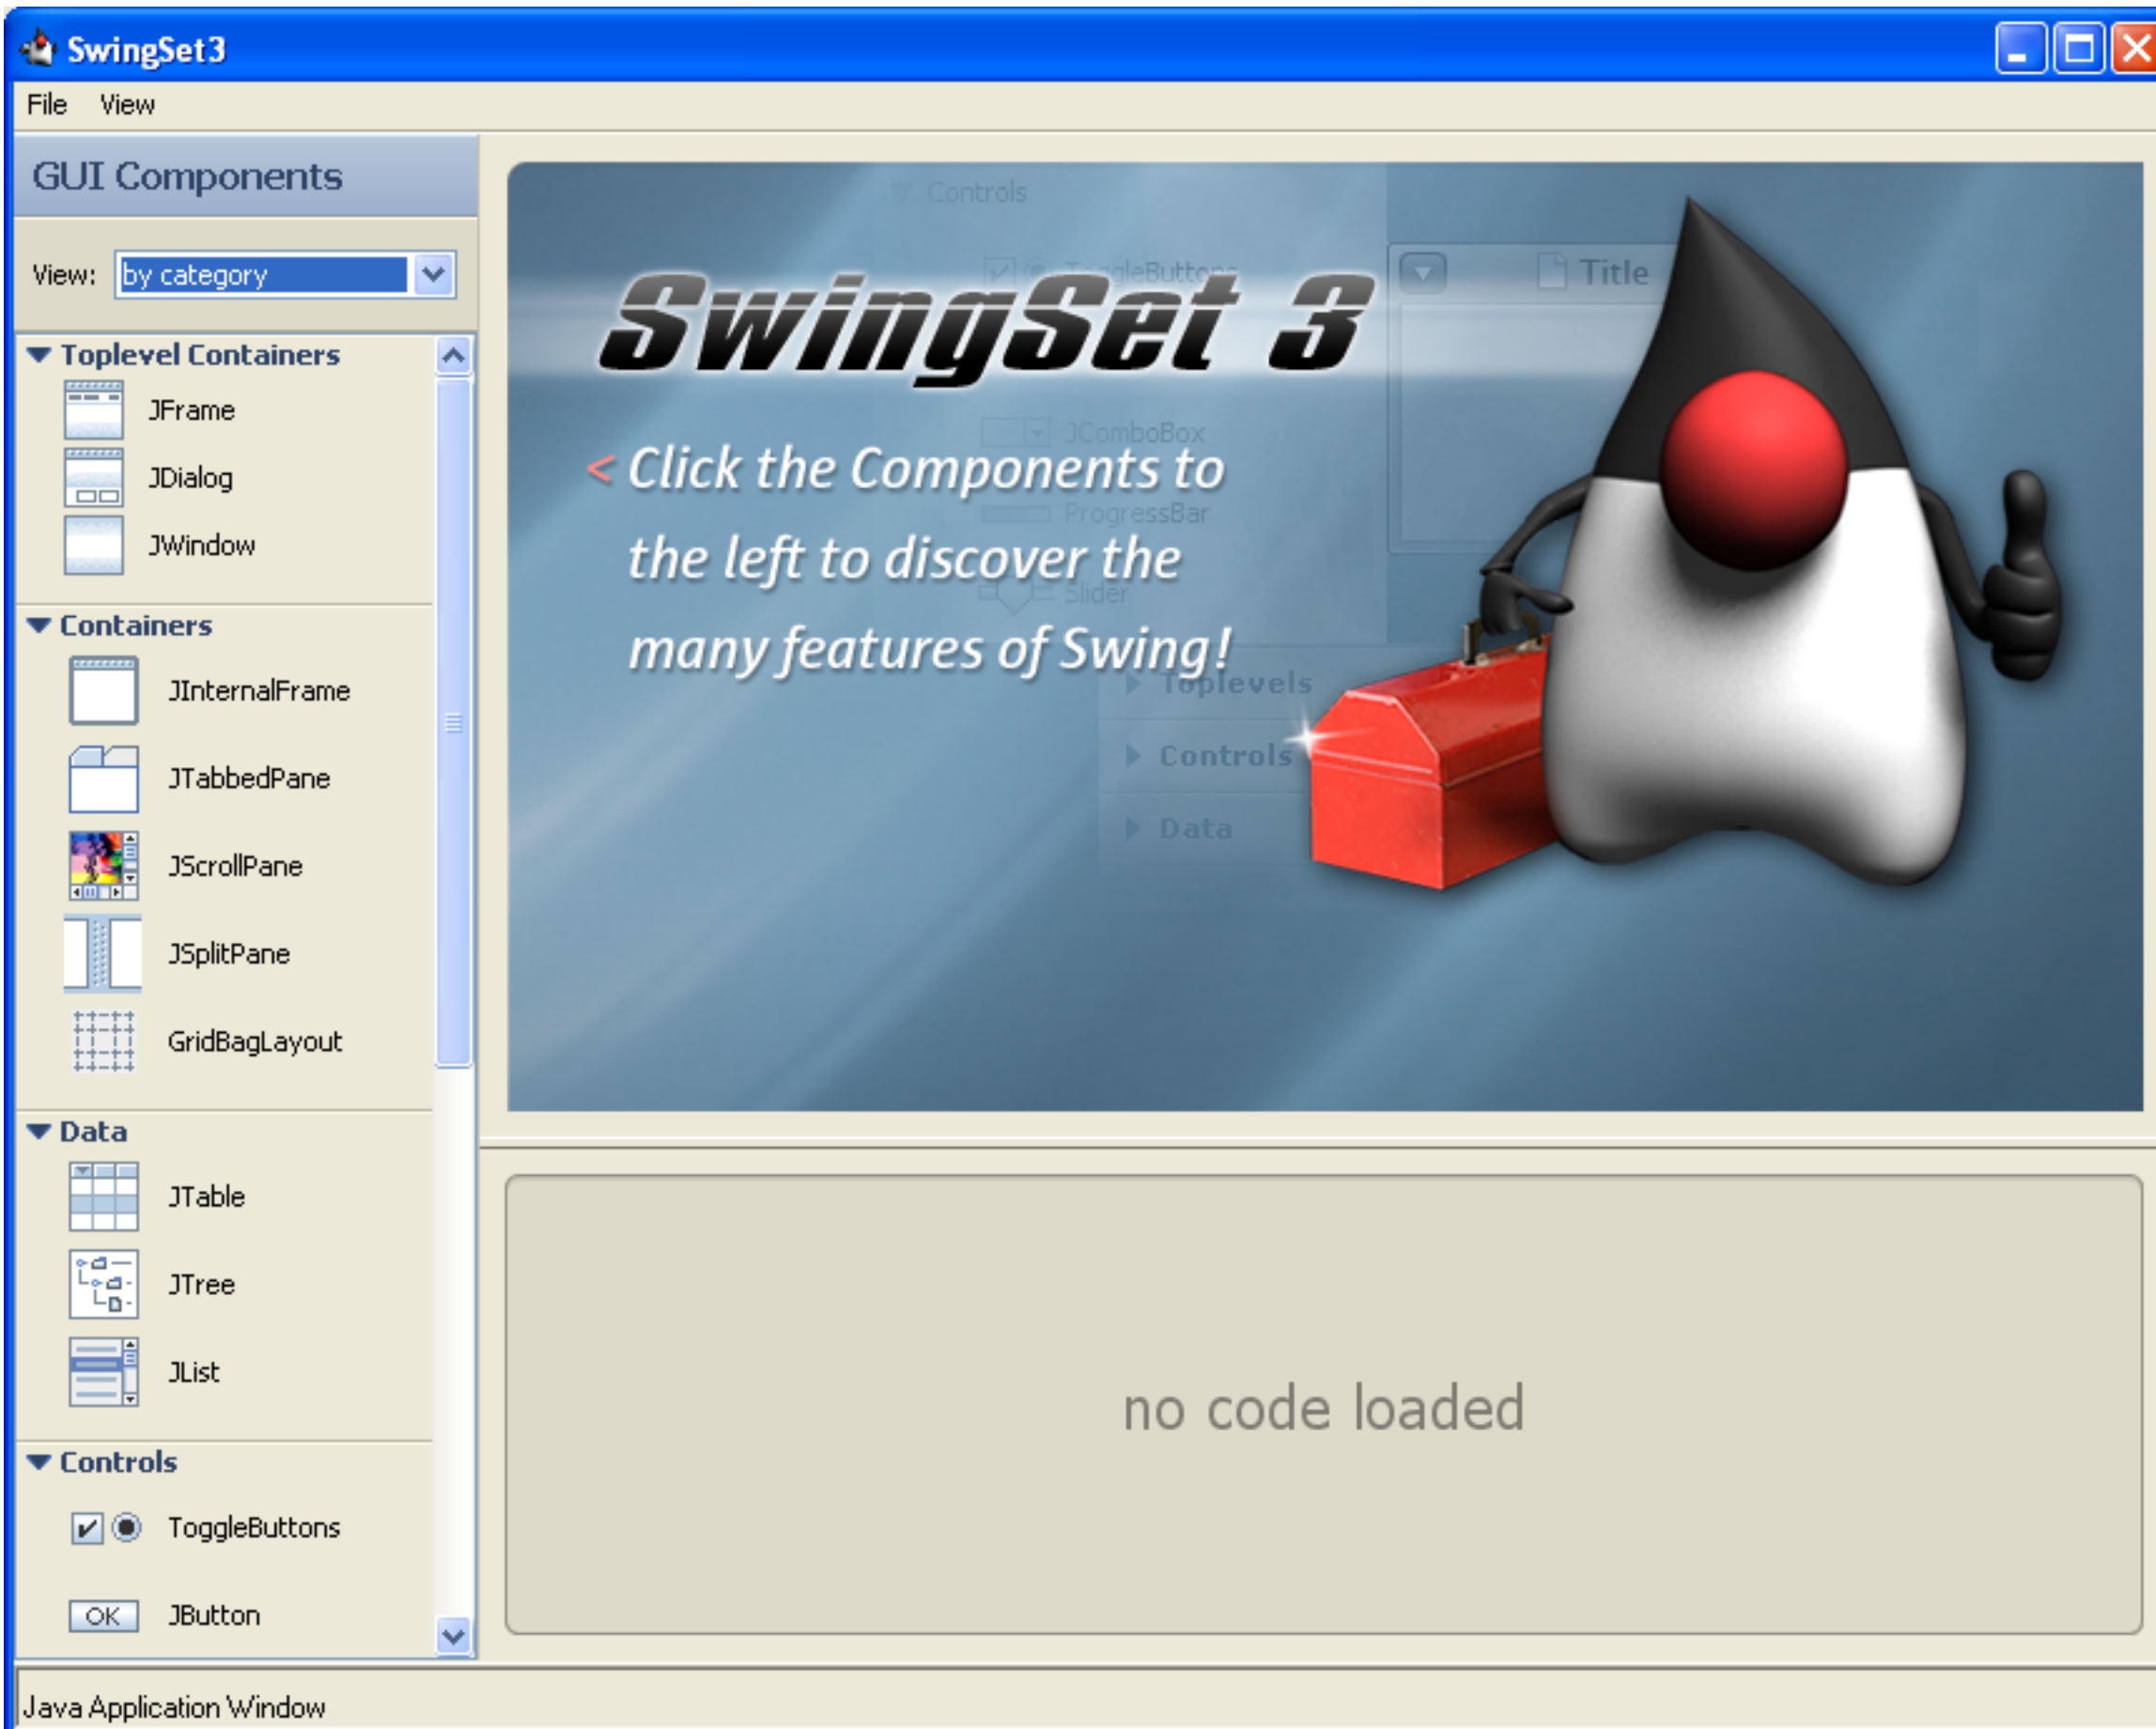 SwingSet3
File View
GUI Components
View: by category
Toplevel Containers
JFrame
JDialog
JWindow
Containers
JInternalFrame
JTabbedPane
JScrollPane
JSplitPane
GridBagLayout
Data
JTable
JTree
JList
Controls
ToggleButtons
OK JButton
Controls
ToggleButtons
Title
SwingSet 3
JComboBox
< Click the Components to
ProgressBar
the left to discover the
Slider
many features of Swing!
Toplevels
Controls
Data
no code loaded
Java Application Window